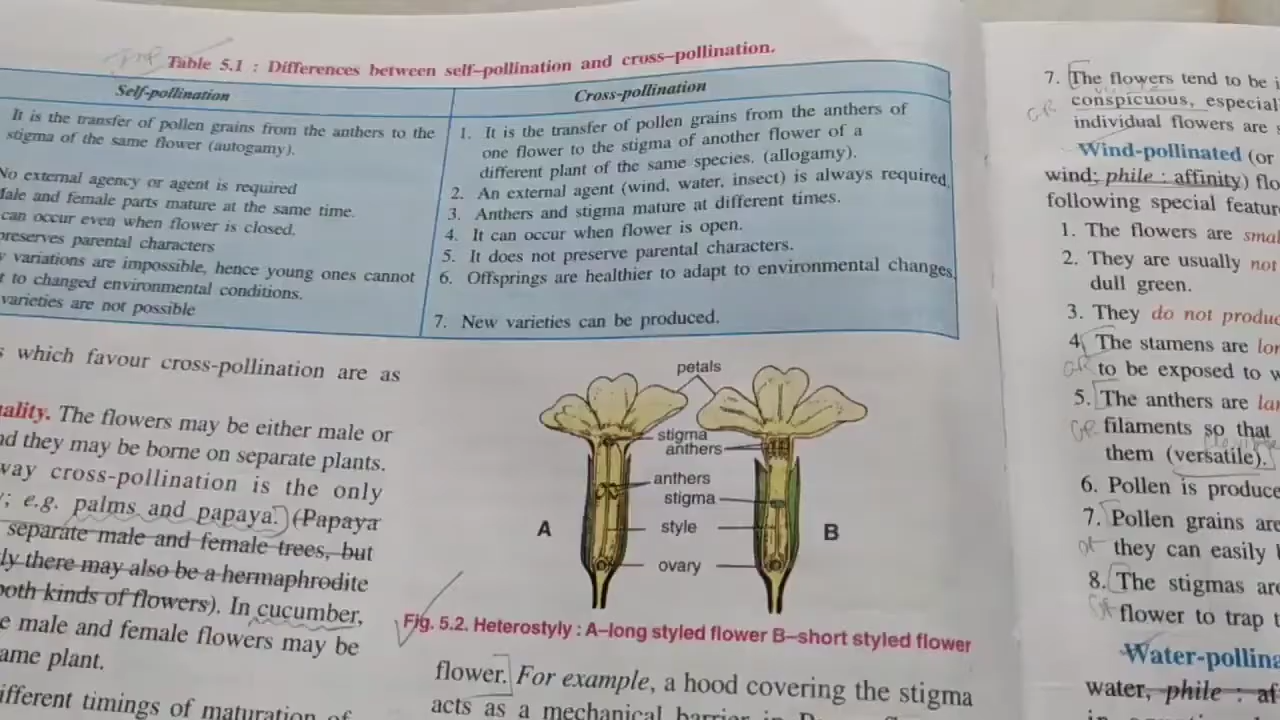 Table 5.1 : Differences between self-pollination and cross-pollination.
Self-pollination
It is the transfer of pollen grains from the anthers to the
stigma of the same flower (autogamy).
No external agency or agent is required
Male and female parts mature at the same time.
can occur even when flower is closed.
preserves parental characters
variations are impossible, hence young ones cannot
to changed environmental conditions.
varieties are not possible
Cross-pollination
1. It is the transfer of pollen grains from the anthers of
one flower to the stigma of another flower of a
different plant of the same species. (allogamy).
2. An external agent (wind, water, insect) is always required.
3. Anthers and stigma mature at different times.
4. It can occur when flower is open.
5. It does not preserve parental characters.
6. Offsprings are healthier to adapt to environmental changes.
7. New varieties can be produced.
which favour cross-pollination are as
ality. The flowers may be either male or
nd they may be borne on separate plants.
way cross-pollination is the only
; e.g. palms and papaya. (Papaya
separate male and female trees, but
ly there may also be a hermaphrodite
both kinds of flowers). In cucumber,
e male and female flowers may be
ame plant.
ifferent timings of maturation of
petals
stigma
anthers
anthers
stigma
style
ovary
A
B
Fig. 5.2. Heterostyly : A-long styled flower B-short styled flower
flower. For example, a hood covering the stigma
acts as a mechanical barrier in
7. The flowers tend to be
conspicuous, especial
individual flowers are
Wind-pollinated (or
wind; phile : affinity) flo
following special featur
1. The flowers are smal
2. They are usually not
dull green.
3. They do not produc
4. The stamens are lon
to be exposed to w
5. The anthers are lar
filaments so that
them (versatile).
6. Pollen is produce
7. Pollen grains are
they can easily
8. The stigmas are
flower to trap
Water-pollina
water, phile : af